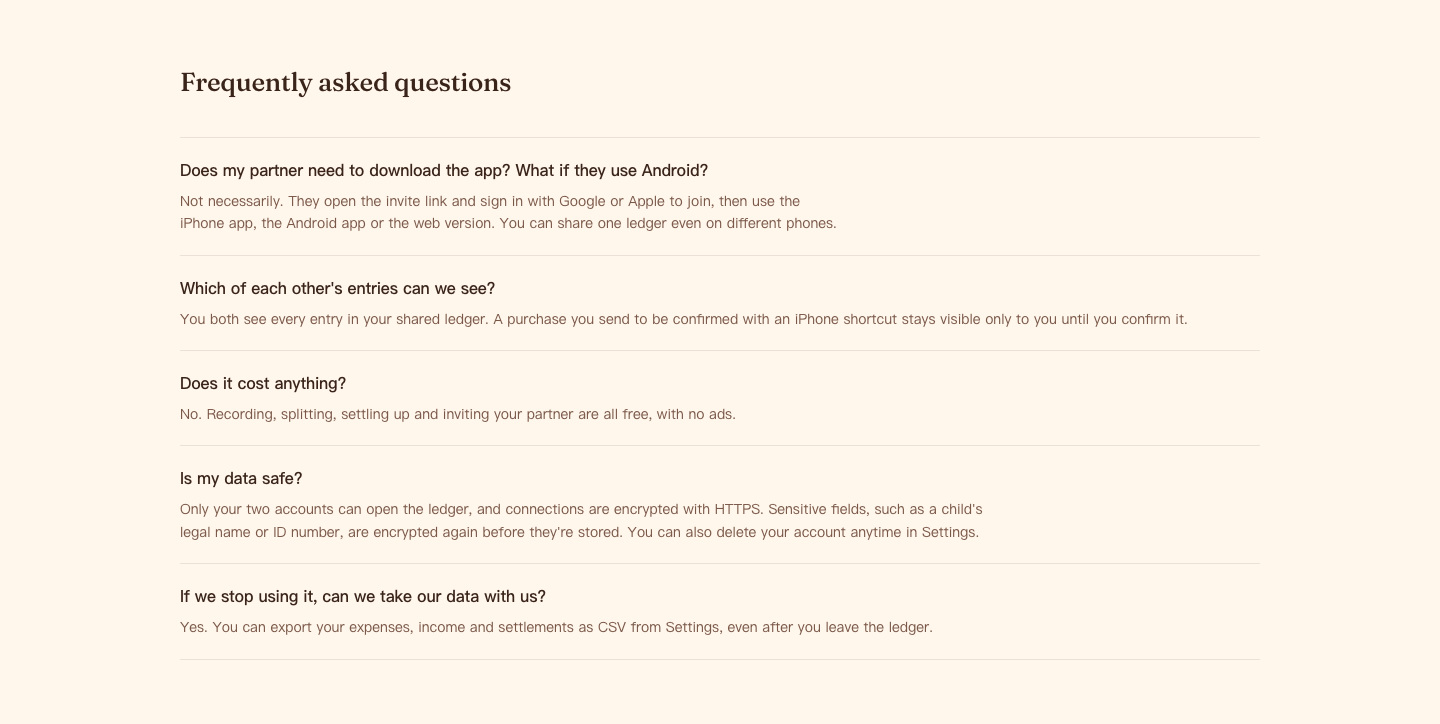 Frequently asked questions
Does my partner need to download the app? What if they use Android?
Not necessarily. They open the invite link and sign in with Google or Apple to join, then use the
iPhone app, the Android app or the web version. You can share one ledger even on different phones.
Which of each other's entries can we see?
You both see every entry in your shared ledger. A purchase you send to be confirmed with an iPhone shortcut stays visible only to you until you confirm it.
Does it cost anything?
No. Recording, splitting, settling up and inviting your partner are all free, with no ads.
Is my data safe?
Only your two accounts can open the ledger, and connections are encrypted with HTTPS. Sensitive fields, such as a child's
legal name or ID number, are encrypted again before they're stored. You can also delete your account anytime in Settings.
If we stop using it, can we take our data with us?
Yes. You can export your expenses, income and settlements as CSV from Settings, even after you leave the ledger.